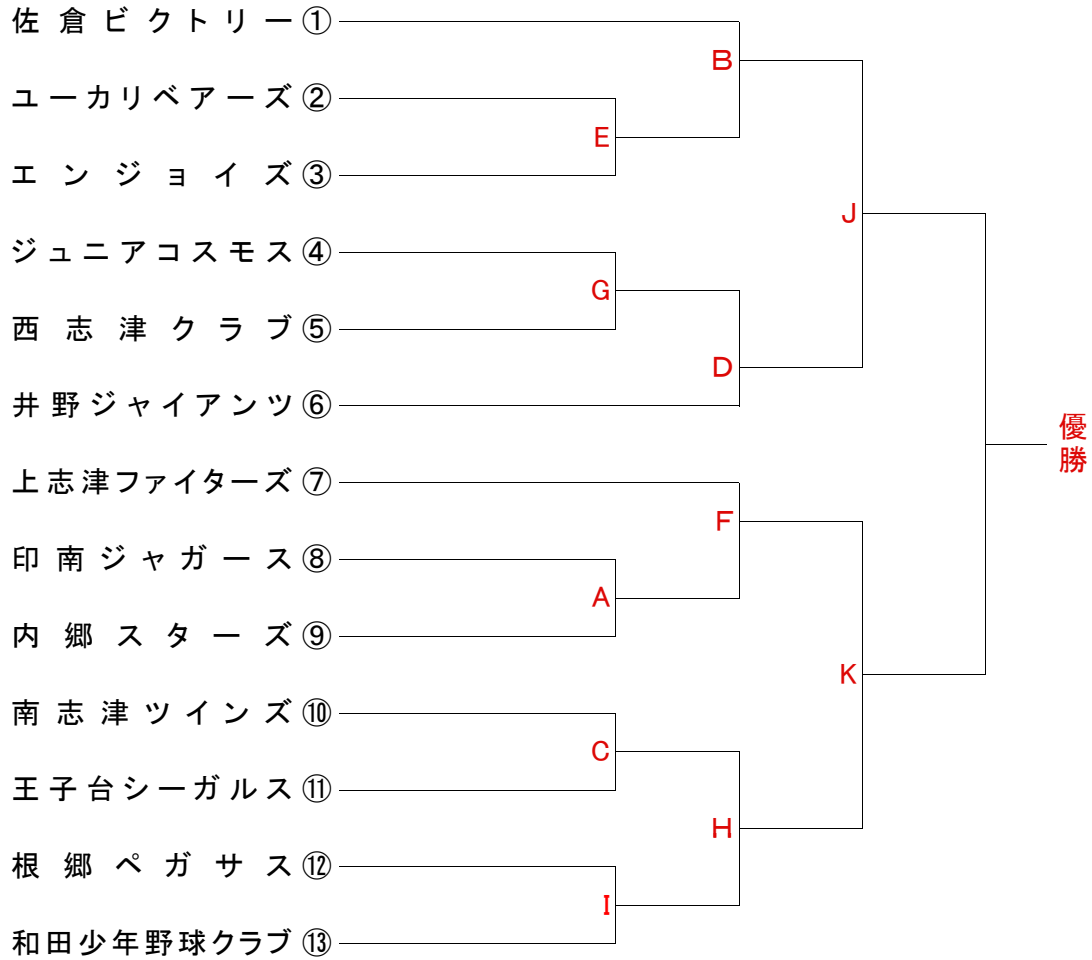 佐倉ビクトリー①
B
ユーカリベアーズ②
E
エンジョイズ③
J
ジュニアコスモス④
G
西志津クラブ⑤
D
井野ジャイアンツ⑥
優勝
上志津ファイターズ⑦
F
印南ジャガース⑧
A
内郷スターズ⑨
K
南志津ツインズ⑩
C
王子台シーガルス⑪
H
根郷ペガサス⑫
I
和田少年野球クラブ⑬